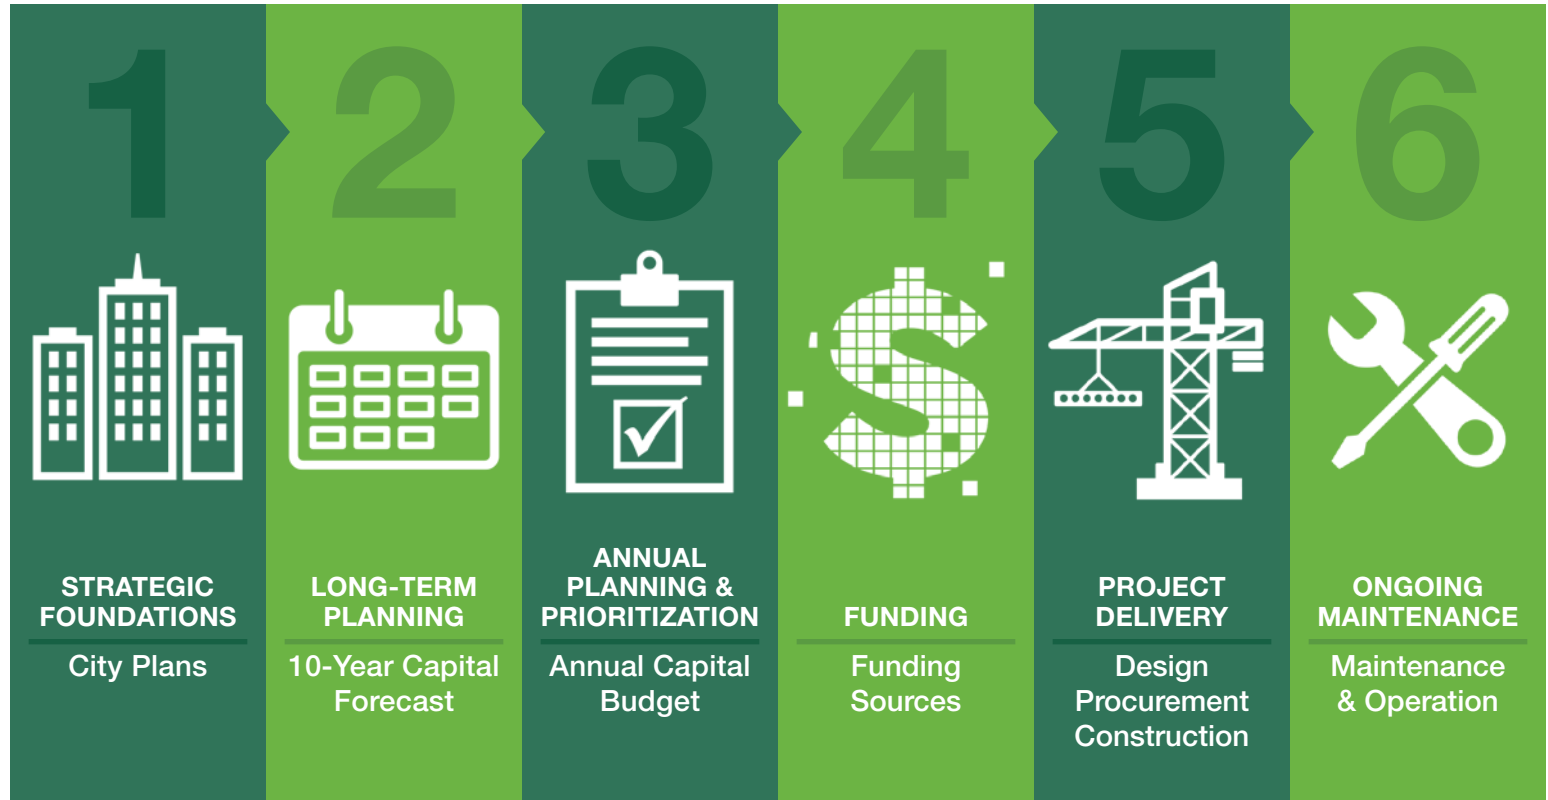 1
STRATEGIC
FOUNDATIONS
City Plans
2
LONG-TERM
PLANNING
10-Year Capital
Forecast
3
ANNUAL
PLANNING &
PRIORITIZATION
Annual Capital
Budget
4
$
FUNDING
Funding
Sources
5
PROJECT
DELIVERY
Design
Procurement
Construction
6
ONGOING
MAINTENANCE
Maintenance
& Operation